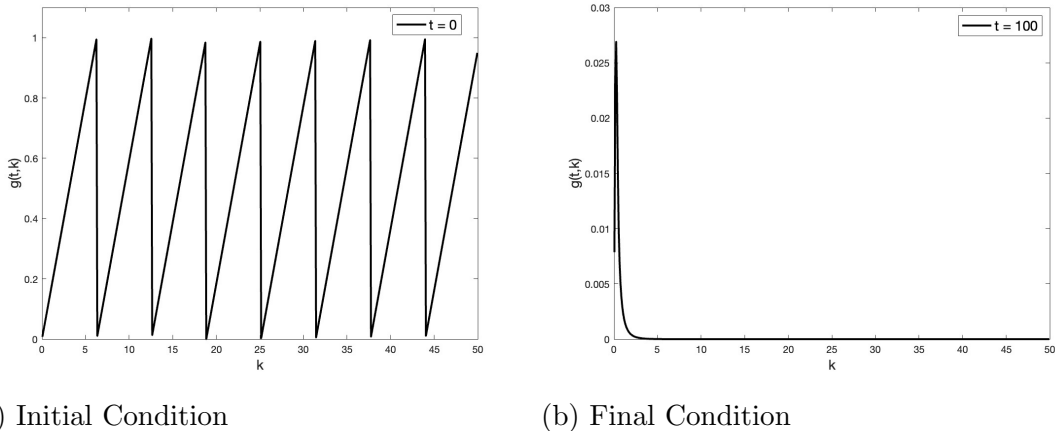 t = 0
1
0.8
0.6
0.4
0.2
0
g(t,k)
0 5 10 15 20 25 30 35 40 45 50
k
0.03
0.025
0.02
0.015
0.01
0.005
0
g(t,k)
t = 100
0 5 10 15 20 25 30 35 40 45 50
k
) Initial Condition
(b) Final Condition